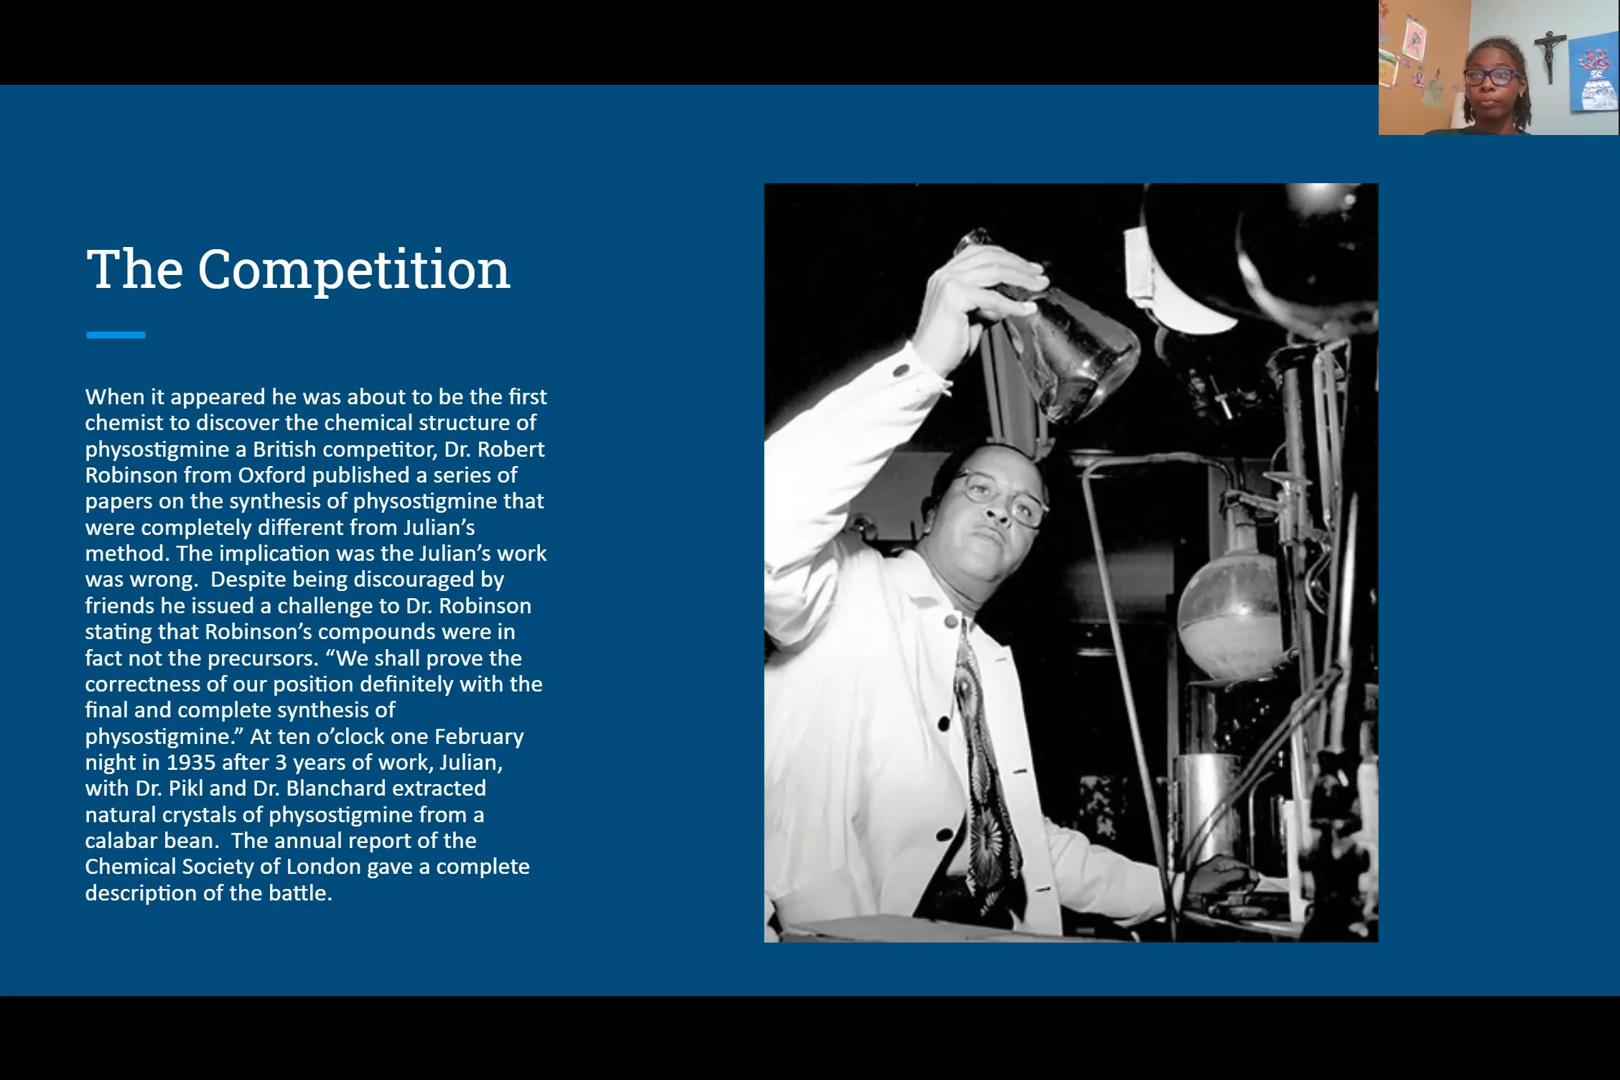 The Competition
When it appeared he was about to be the first
chemist to discover the chemical structure of
physostigmine a British competitor, Dr. Robert
Robinson from Oxford published a series of
papers on the synthesis of physostigmine that
were completely different from Julian’s
method. The implication was the Julian’s work
was wrong.  Despite being discouraged by
friends he issued a challenge to Dr. Robinson
stating that Robinson’s compounds were in
fact not the precursors. “We shall prove the
correctness of our position definitely with the
final and complete synthesis of
physostigmine.” At ten o’clock one February
night in 1935 after 3 years of work, Julian,
with Dr. Pikl and Dr. Blanchard extracted
natural crystals of physostigmine from a
calabar bean.  The annual report of the
Chemical Society of London gave a complete
description of the battle.